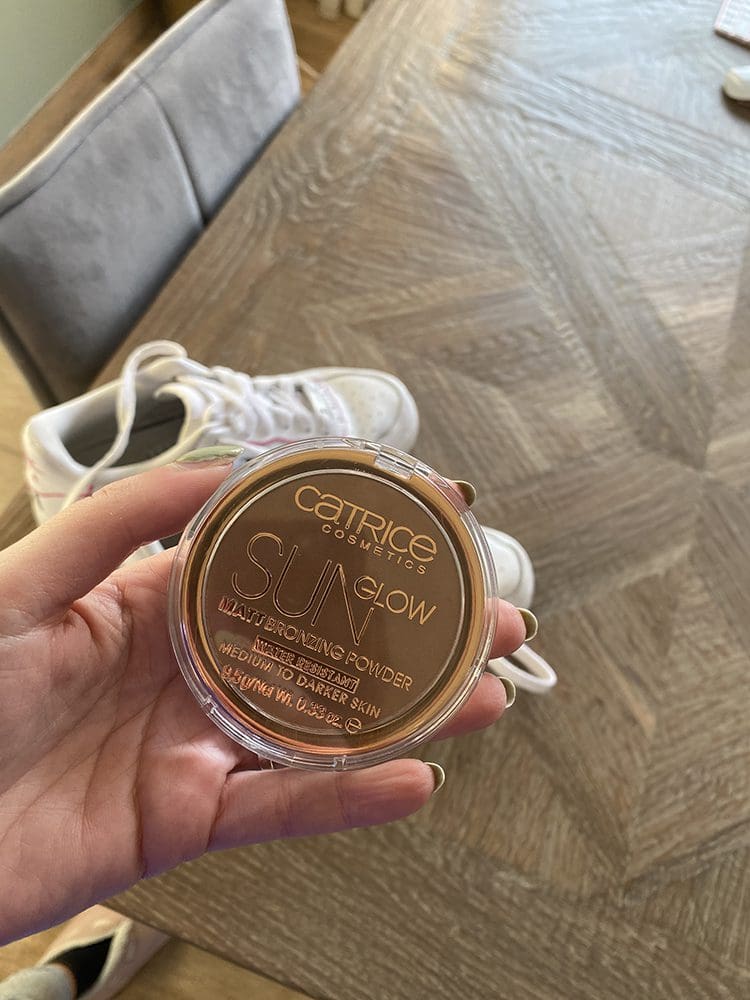 CATRICE
COSMETICS
SUN GLOW
MATT BRONZING POWDER
WATER RESISTANT
MEDIUM TO DARKER SKIN
9.5g/Net Wt. 0.33 oz. ℮